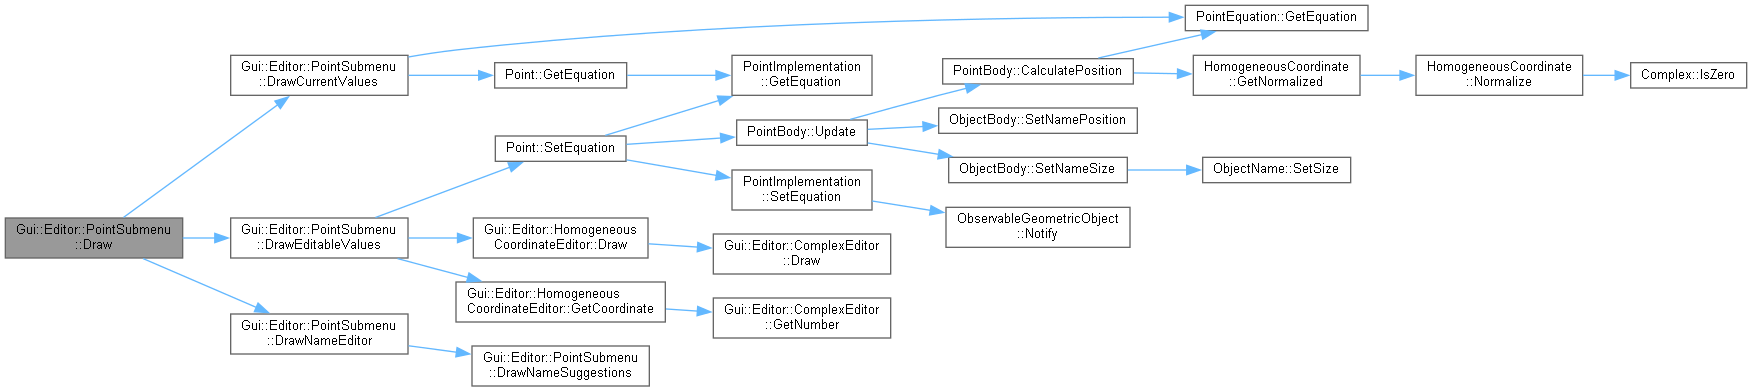 Gui::Editor::PointSubmenu
::Draw
Gui::Editor::PointSubmenu
::DrawCurrentValues
PointEquation::GetEquation
Point::GetEquation
PointImplementation
::GetEquation
Gui::Editor::PointSubmenu
::DrawEditableValues
Point::SetEquation
PointBody::Update
PointBody::CalculatePosition
HomogeneousCoordinate
::GetNormalized
HomogeneousCoordinate
::Normalize
Complex::IsZero
ObjectBody::SetNamePosition
ObjectBody::SetNameSize
ObjectName::SetSize
PointImplementation
::SetEquation
ObservableGeometricObject
::Notify
Gui::Editor::Homogeneous
CoordinateEditor::Draw
Gui::Editor::ComplexEditor
::Draw
Gui::Editor::Homogeneous
CoordinateEditor::GetCoordinate
Gui::Editor::ComplexEditor
::GetNumber
Gui::Editor::PointSubmenu
::DrawNameEditor
Gui::Editor::PointSubmenu
::DrawNameSuggestions